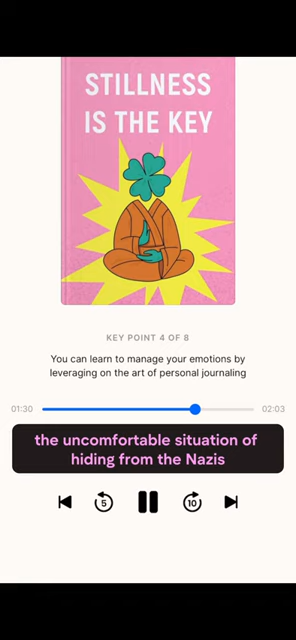 STILLNESS
IS THE KEY
KEY POINT 4 OF 8
You can learn to manage your emotions by
leveraging on the art of personal journaling
01:30
02:03
the uncomfortable situation of
hiding from the Nazis
5
10